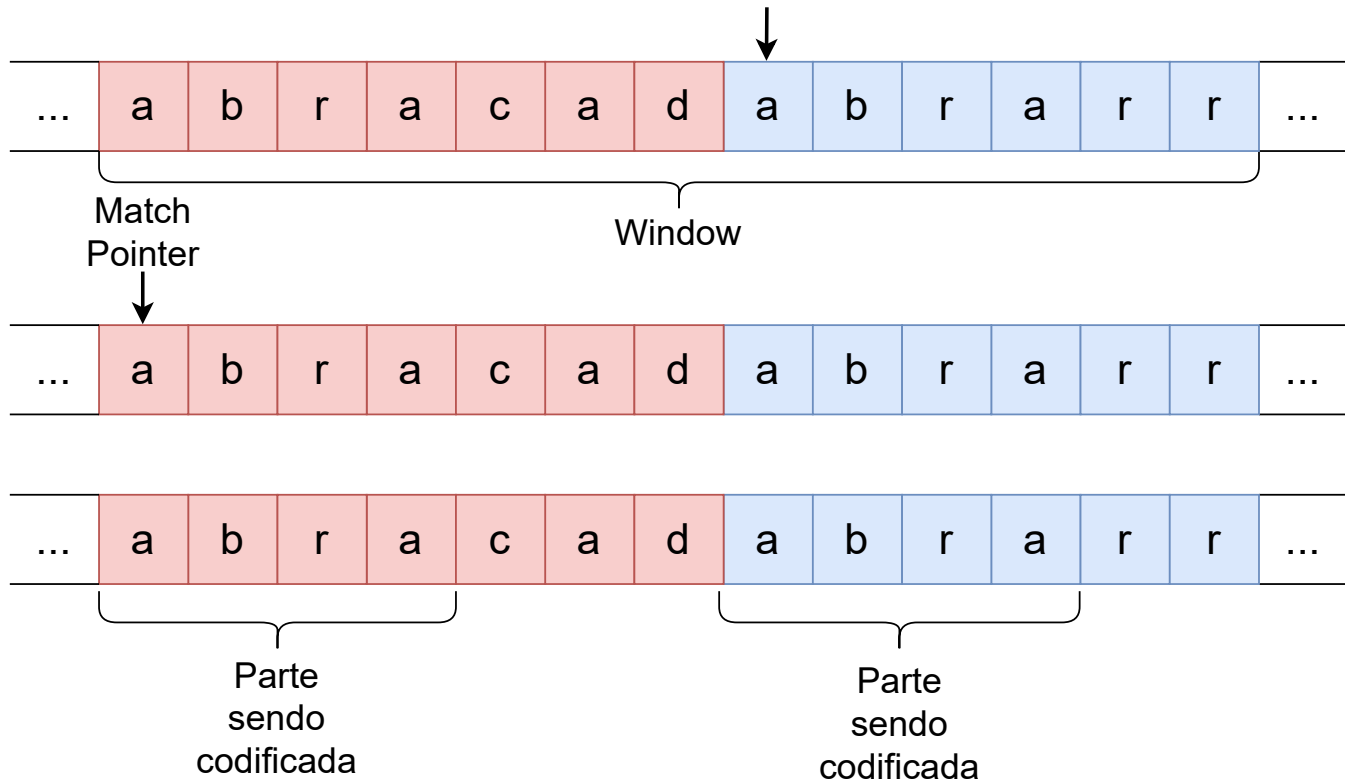 ... a b r a c a d a b r a r r ...
Window
Match
Pointer
... a b r a c a d a b r a r r ...
... a b r a c a d a b r a r r ...
Parte
sendo
codificada
Parte
sendo
codificada